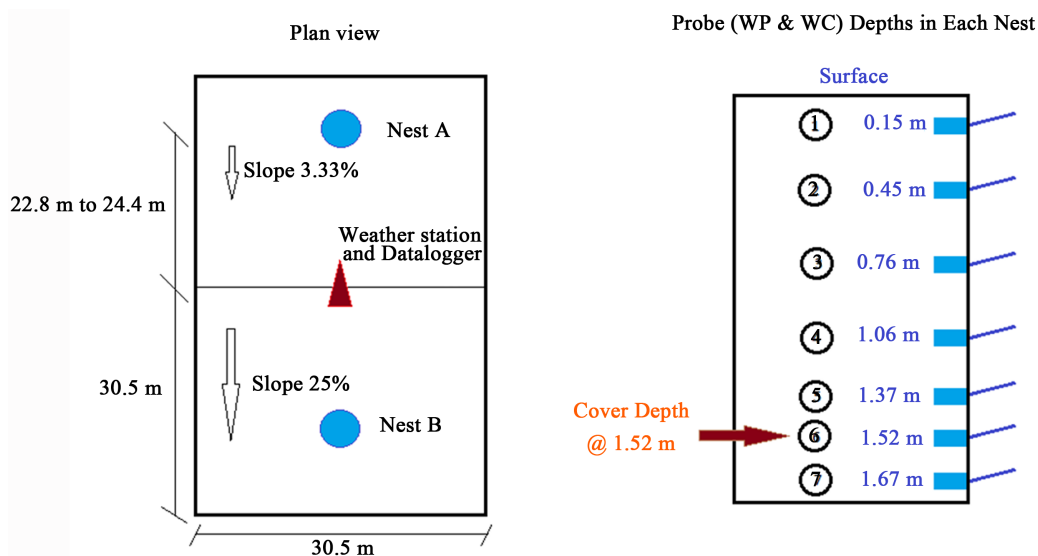 Plan view
Nest A
Slope 3.33%
22.8 m to 24.4 m
Weather station
and Datalogger
30.5 m
Slope 25%
Nest B
30.5 m
Probe (WP & WC) Depths in Each Nest
Surface
1 0.15 m
2 0.45 m
3 0.76 m
4 1.06 m
5 1.37 m
Cover Depth
@ 1.52 m
6 1.52 m
7 1.67 m